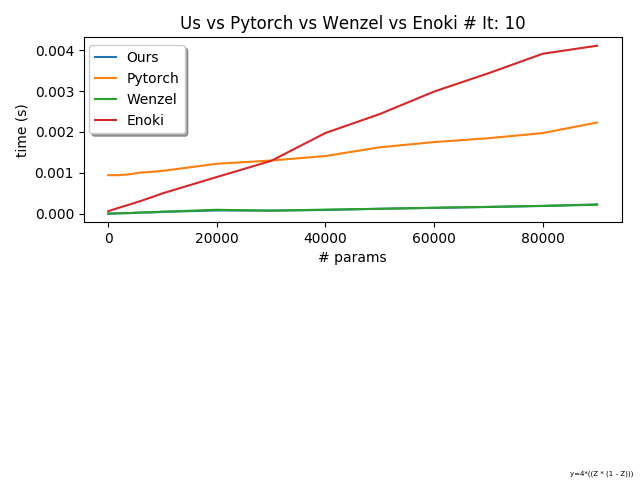 Us vs Pytorch vs Wenzel vs Enoki # It: 10
Ours
Pytorch
Wenzel
Enoki
time (s)
0.004
0.003
0.002
0.001
0.000
0 20000 40000 60000 80000
# params
y=4*((Z * (1 - Z)))